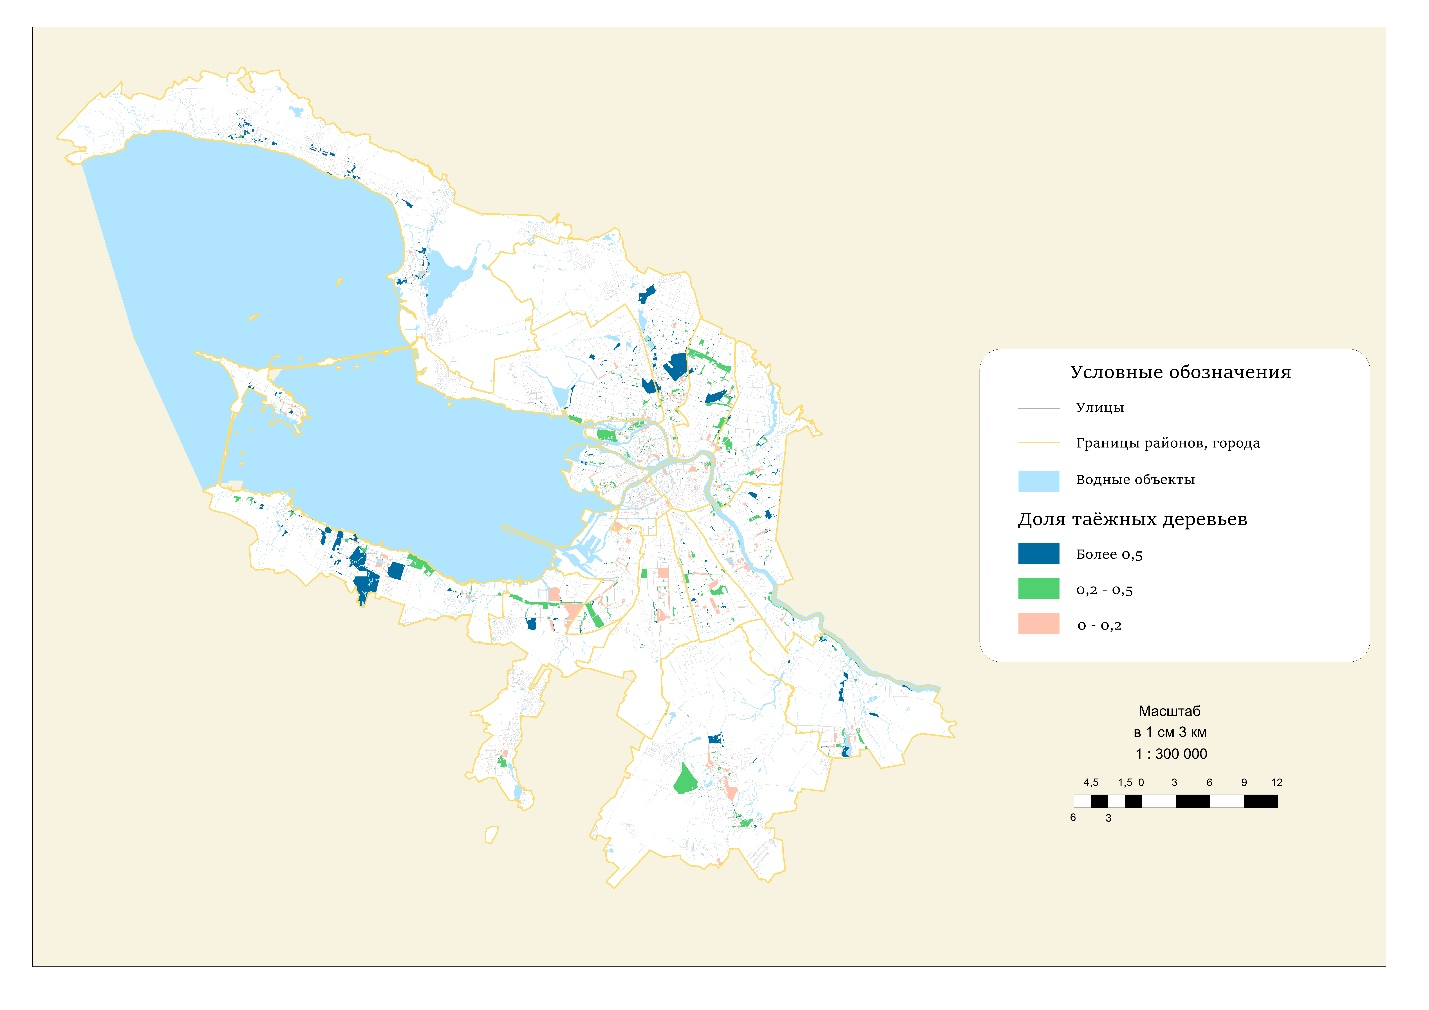 Условные обозначения
Улицы
Границы районов, города
Водные объекты
Доля таёжных деревьев
Более 0,5
0,2 - 0,5
0 - 0,2
Масштаб
в 1 см 3 км
1 : 300 000
4,5 1,5 0 3 6 9 12
6 3